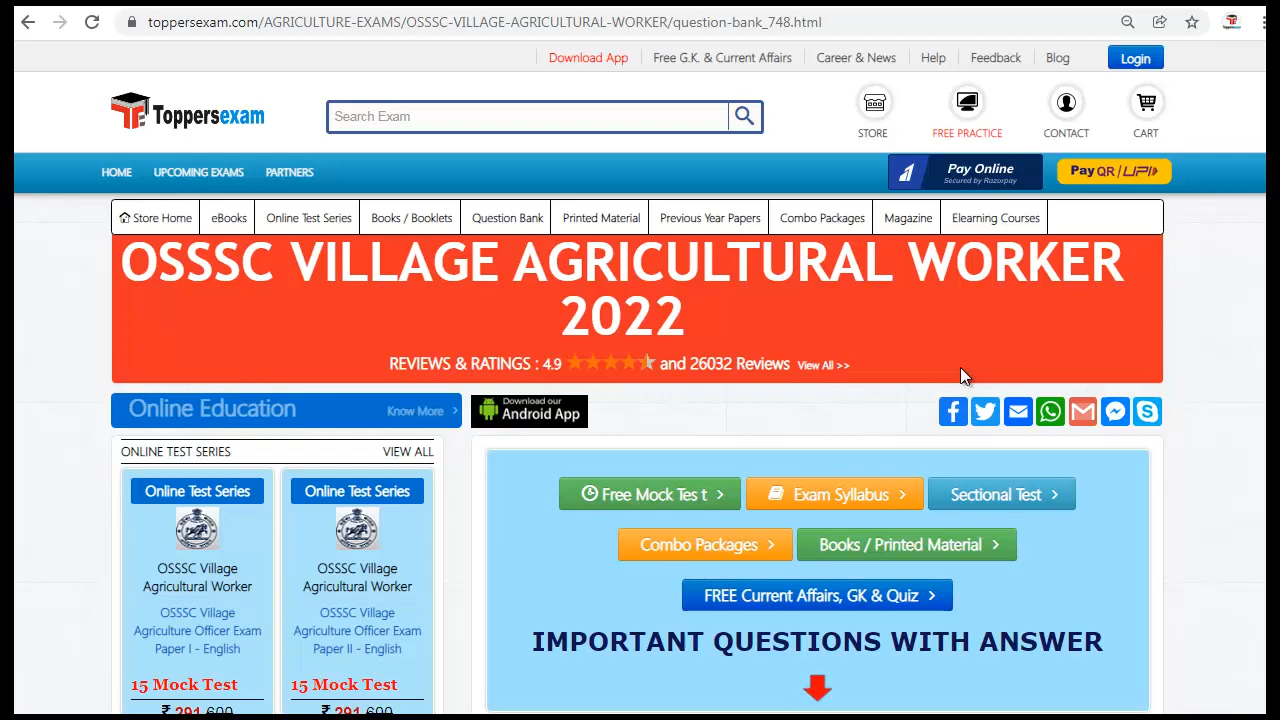 toppersexam.com/AGRICULTURE-EXAMS/OSSSC-VILLAGE-AGRICULTURAL-WORKER/question-bank_748.html
Download App
Free G.K. & Current Affairs
Career & News
Help
Feedback
Blog
Login
Toppersexam
Search Exam
STORE
FREE PRACTICE
CONTACT
CART
HOME
UPCOMING EXAMS
PARTNERS
Pay Online
Secured by Razorpay
Pay QR / UPI
Store Home
eBooks
Online Test Series
Books / Booklets
Question Bank
Printed Material
Previous Year Papers
Combo Packages
Magazine
Elearning Courses
OSSSC VILLAGE AGRICULTURAL WORKER
2022
REVIEWS & RATINGS : 4.9 and 26032 Reviews View All >>
Online Education
Know More
Download our
Android App
ONLINE TEST SERIES
VIEW ALL
Online Test Series
OSSSC Village
Agricultural Worker
OSSSC Village
Agriculture Officer Exam
Paper I - English
15 Mock Test
₹ 291 600
Online Test Series
OSSSC Village
Agricultural Worker
OSSSC Village
Agriculture Officer Exam
Paper II - English
15 Mock Test
₹ 291 600
Free Mock Tes t
Exam Syllabus
Sectional Test
Combo Packages
Books / Printed Material
FREE Current Affairs, GK & Quiz
IMPORTANT QUESTIONS WITH ANSWER